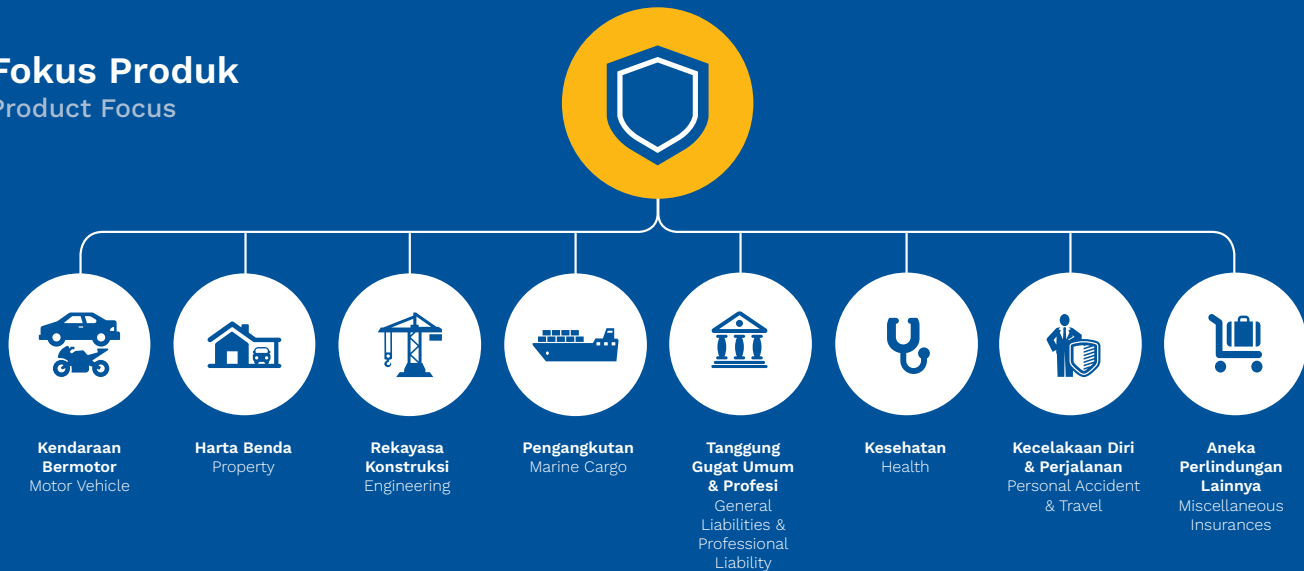 Fokus Produk
Product Focus
Kendaraan
Bermotor
Motor Vehicle
Harta Benda
Property
Rekayasa
Konstruksi
Engineering
Pengangkutan
Marine Cargo
Tanggung
Gugat Umum
& Profesi
General
Liabilities &
Professional
Liability
Kesehatan
Health
Kecelakaan Diri
& Perjalanan
Personal Accident
& Travel
Aneka
Perlindungan
Lainnya
Miscellaneous
Insurances